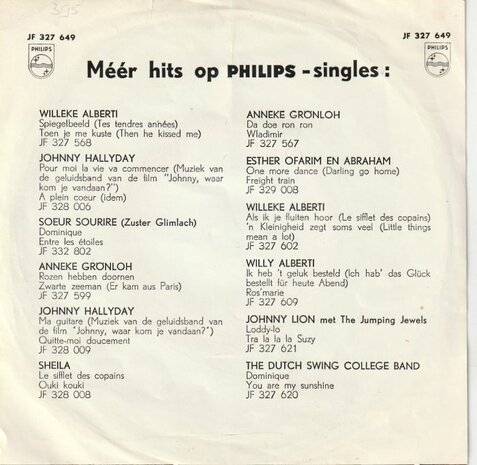 JF 327 649
JF 327 649
PHILIPS
PHILIPS
Méér hits op PHILIPS - singles :
WILLEKE ALBERTI
Spiegelbeeld (Tes tendres années)
Toen je me kuste (Then he kissed me)
JF 327 568
JOHNNY HALLYDAY
Pour moi la vie va commencer (Muziek van
de geluidsband van de film "Johnny, waar
kom je vandaan?")
A plein coeur (idem)
JF 328 006
SOEUR SOURIRE (Zuster Glimlach)
Dominique
Entre les étoiles
JF 332 802
ANNEKE GRÖNLOH
Rozen hebben doornen
Zwarte zeeman (Er kam aus Paris)
JF 327 599
JOHNNY HALLYDAY
Ma guitare (Muziek van de geluidsband van
de film "Johnny, waar kom je vandaan?")
Quitte-moi doucement
JF 328 009
SHEILA
Le sifflet des copains
Ouki kouki
JF 328 008
ANNEKE GRÖNLOH
Da doe ron ron
Wladimir
JF 327 567
ESTHER OFARIM EN ABRAHAM
One more dance (Darling go home)
Freight train
JF 329 008
WILLEKE ALBERTI
Als ik je fluiten hoor (Le sifflet des copains)
'n Kleinigheid zegt soms veel (Little things
mean a lot)
JF 327 602
WILLY ALBERTI
Ik heb 't geluk besteld (Ich hab' das Glück
bestellt für heute Abend)
Ros'marie
JF 327 609
JOHNNY LION met The Jumping Jewels
Loddy-lo
Tra la la la Suzy
JF 327 621
THE DUTCH SWING COLLEGE BAND
Dominique
You are my sunshine
JF 327 620